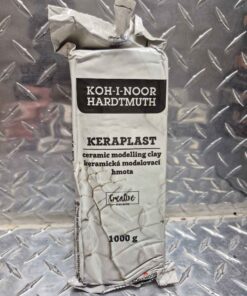 KOH-I-NOOR
HARDTMUTH
KERAPLAST
ceramic modelling clay
keramická modelovací
hmota
Creative
1000 g